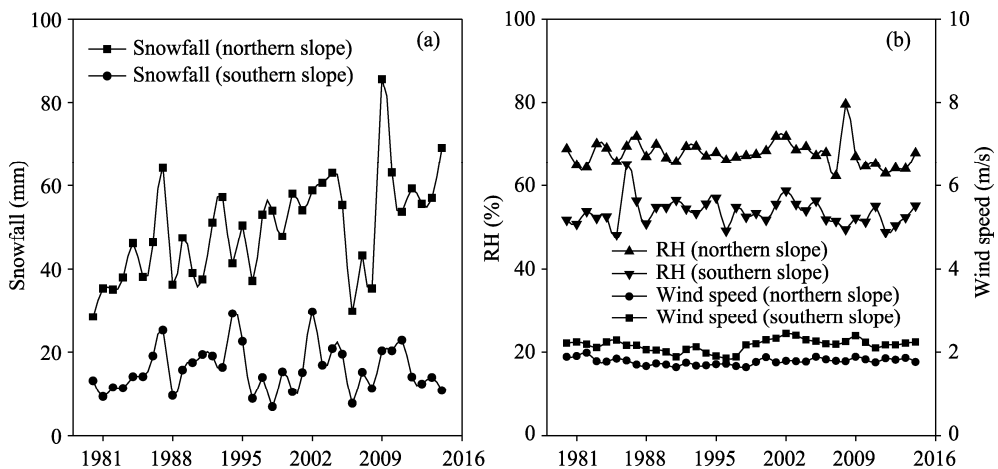 (a)
Snowfall (northern slope)
Snowfall (southern slope)
Snowfall (mm)
100
80
60
40
20
0
1981 1988 1995 2002 2009 2016
(b)
RH (northern slope)
RH (southern slope)
Wind speed (northern slope)
Wind speed (southern slope)
RH (%)
100
80
60
40
20
0
1981 1988 1995 2002 2009 2016
10
8
6
4
2
0
Wind speed (m/s)